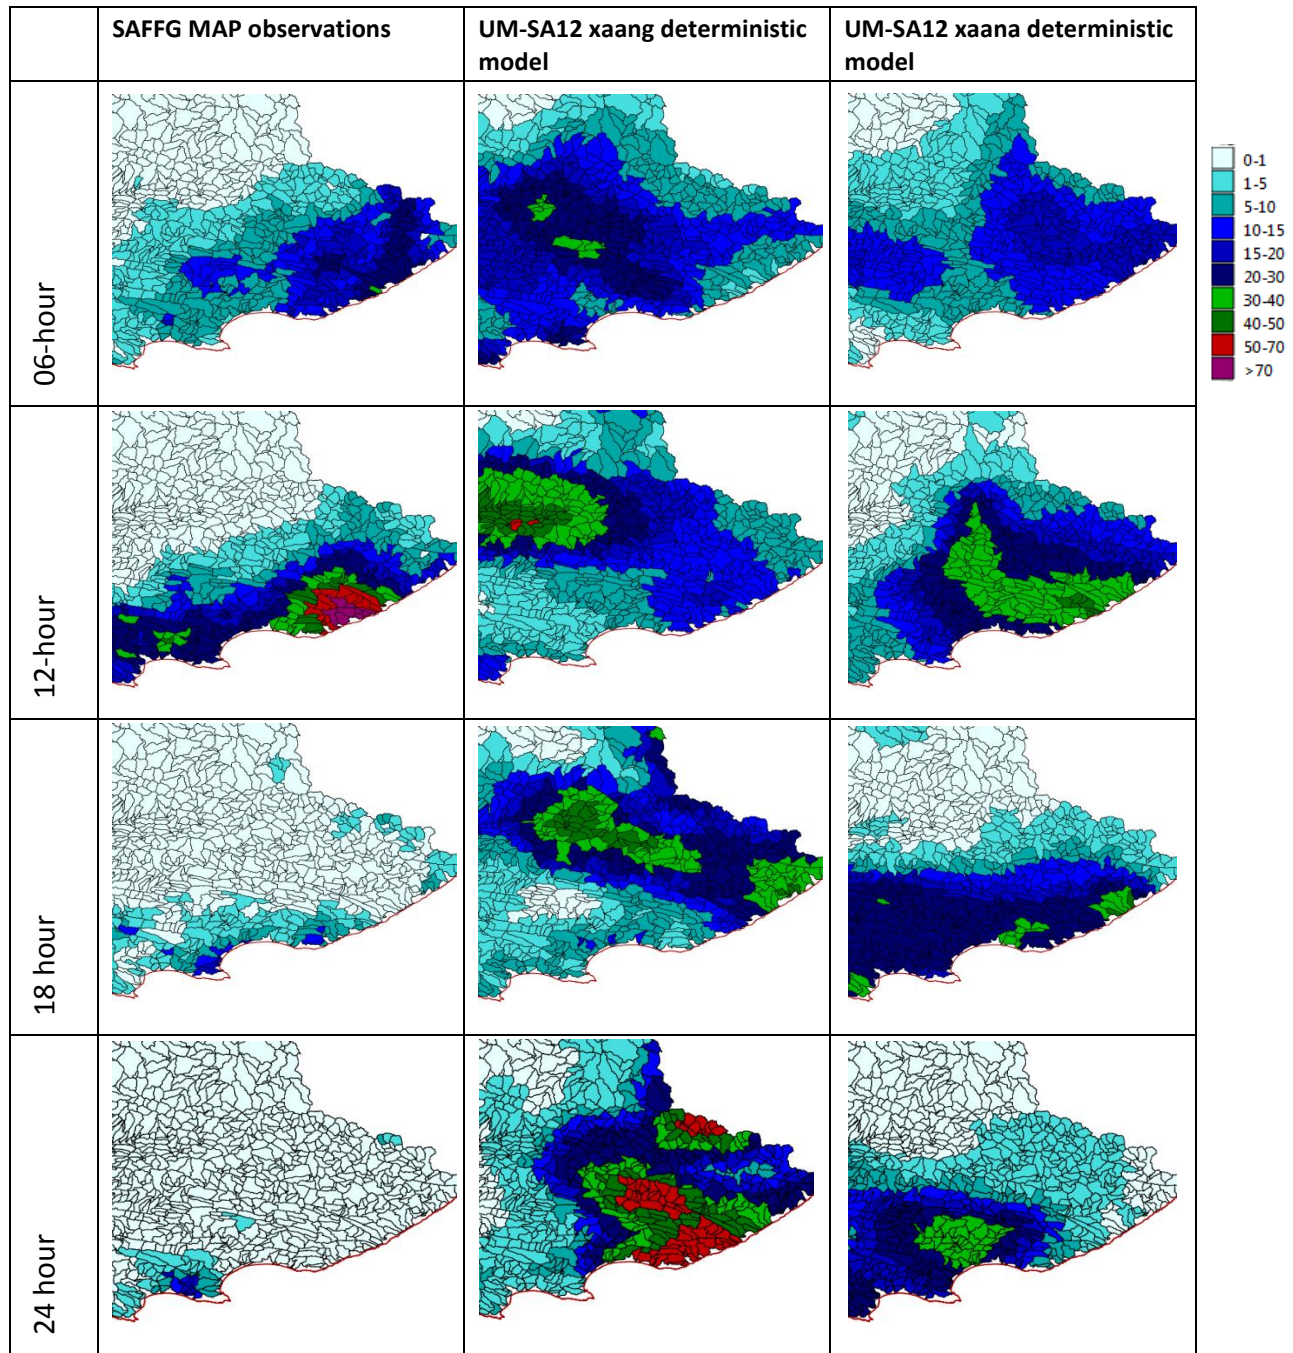 SAFFG MAP observations
UM-SA12 xaang deterministic
model
UM-SA12 xaana deterministic
model
06-hour
12-hour
18 hour
24 hour
0-1
1-5
5-10
10-15
15-20
20-30
30-40
40-50
50-70
>70